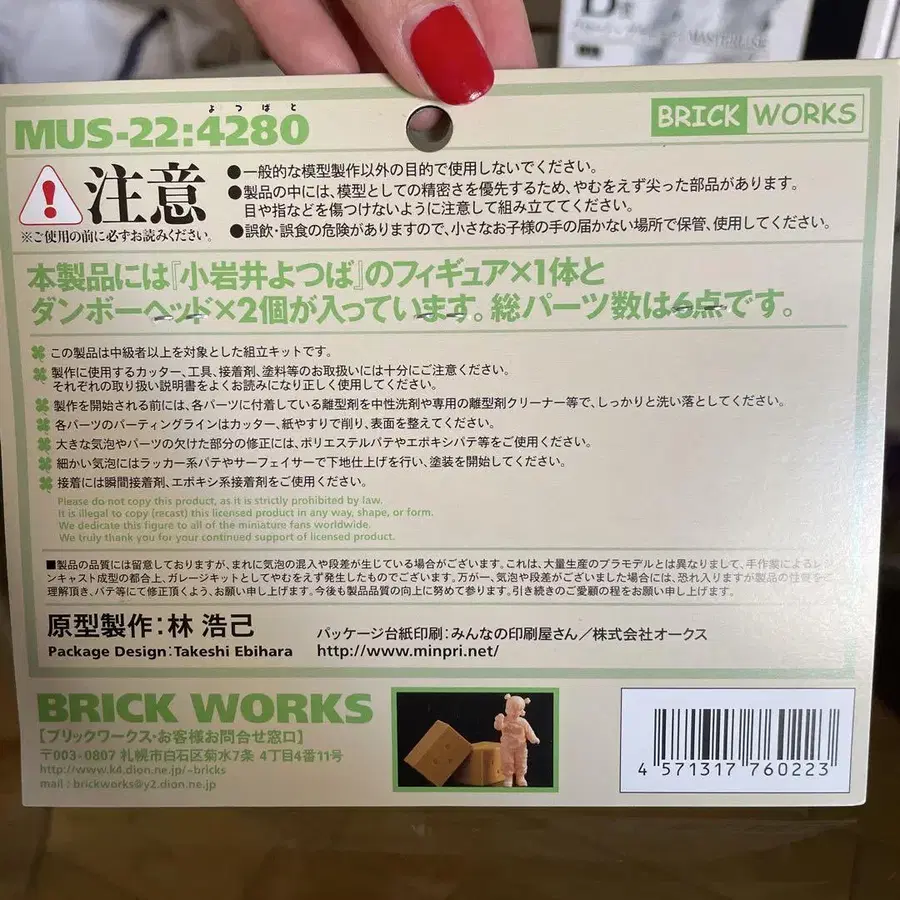 D
MASTERLISE
よつばと
MUS-22:4280
BRICK WORKS
注意
※ご使用の前に必ずお読みください。
●一般的な模型製作以外の目的で使用しないでください。
●製品の中には、模型としての精密さを優先するため、やむをえず尖った部品があります。
目や指などを傷つけないように注意して組み立ててください。
●誤飲・誤食の危険がありますので、小さなお子様の手の届かない場所で保管、使用してください。
本製品には『小岩井よつば』のフィギュア×1体と
ダンボーヘッド×2個が入っています。総パーツ数は6点です。
この製品は中級者以上を対象とした組立キットです。
製作に使用するカッター、工具、接着剤、塗料等のお取扱いには十分にご注意ください。
それぞれの取り扱い説明書をよくお読みになり正しく使用してください。
製作を開始される前には、各パーツに付着している離型剤を中性洗剤や専用の離型剤クリーナー等で、しっかりと洗い落としてください。
各パーツのパーティングラインはカッター、紙やすりで削り、表面を整えてください。
大きな気泡やパーツの欠けた部分の修正には、ポリエステルパテやエポキシパテ等をご使用ください。
細かい気泡にはラッカー系パテやサーフェイサーで下地仕上げを行い、塗装を開始してください。
接着には瞬間接着剤、エポキシ系接着剤をご使用ください。
Please do not copy this product, as it is strictly prohibited by law.
It is illegal to copy (recast) this licensed product in any way, shape, or form.
We dedicate this figure to all of the miniature fans worldwide.
We truly thank you for your continued support of licensed product.
■製品の品質には留意しておりますが、まれに気泡の混入や段差が生じている場合がございます。これは、大量生産のプラモデルとは異なりまして、手作業によるレジ
ンキャスト成型の都合上、ガレージキットとしてやむをえず発生したものでございます。万が一、気泡や段差がございました場合には、恐れ入りますが製品の性質をご
理解頂き、パテ等にて修正頂くよう、お願い申し上げます。今後も製品品質の向上に努めて参ります。引き続きのご愛顧の程をお願い申し上げます。
原型製作:林 浩己
Package Design:Takeshi Ebihara
パッケージ台紙印刷:みんなの印刷屋さん/株式会社オークス
http://www.minpri.net/
BRICK WORKS
【ブリックワークス・お客様お問合せ窓口】
〒003-0807 札幌市白石区菊水7条 4丁目4番11号
http://www.k4.dion.ne.jp/~bricks
mail : brickworks@y2.dion.ne.jp
4 571317 760223